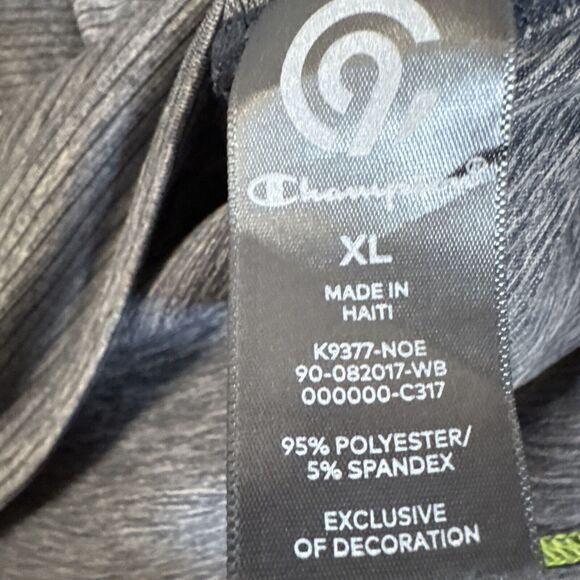 Champion
XL
MADE IN
HAITI
K9377-NOE
90-082017-WB
000000-C317
95% POLYESTER/
5% SPANDEX
EXCLUSIVE
OF DECORATION